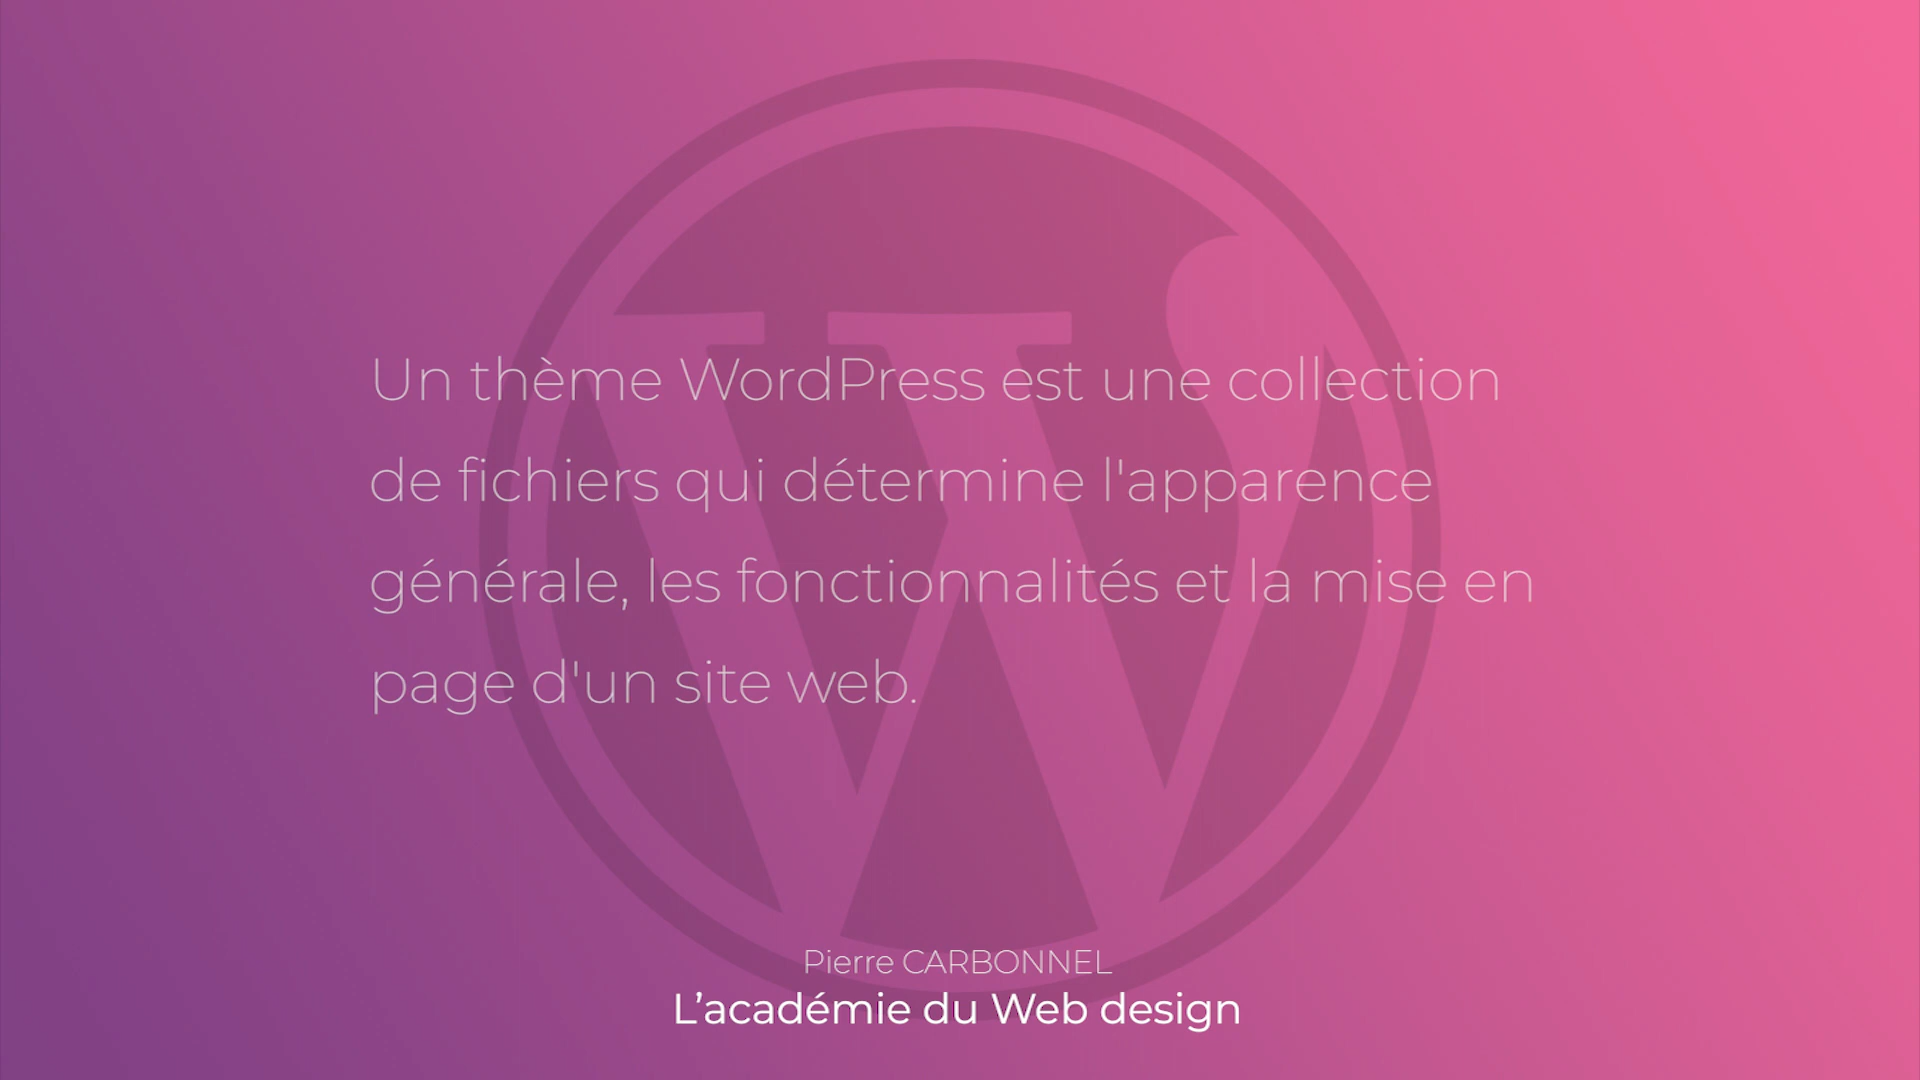 Un thème WordPress est une collection
de fichiers qui détermine l'apparence
générale, les fonctionnalités et la mise en
page d'un site web.
Pierre CARBONNEL
L’académie du Web design